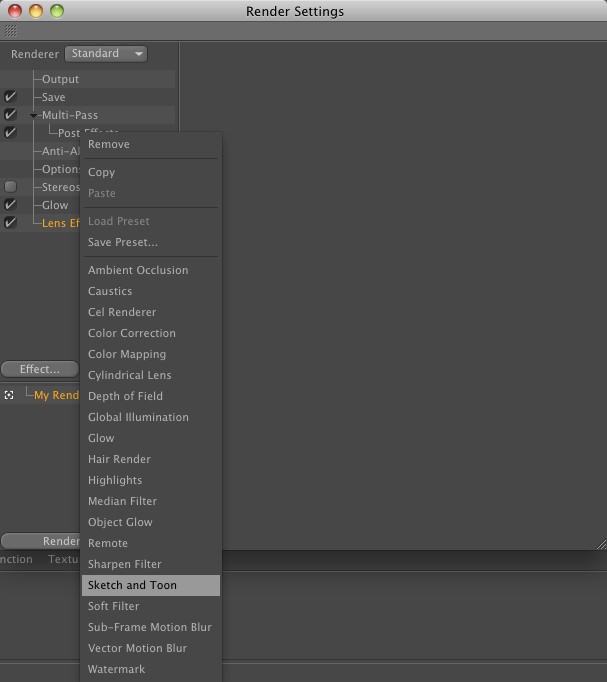 Render Settings
Renderer Standard
Output
Save
Multi-Pass
Post Effects
Anti-Al
Options
Stereos
Glow
Lens Ef
Effect...
My Rend
Render
nction Textu
Remove
Copy
Paste
Load Preset
Save Preset...
Ambient Occlusion
Caustics
Cel Renderer
Color Correction
Color Mapping
Cylindrical Lens
Depth of Field
Global Illumination
Glow
Hair Render
Highlights
Median Filter
Object Glow
Remote
Sharpen Filter
Sketch and Toon
Soft Filter
Sub-Frame Motion Blur
Vector Motion Blur
Watermark